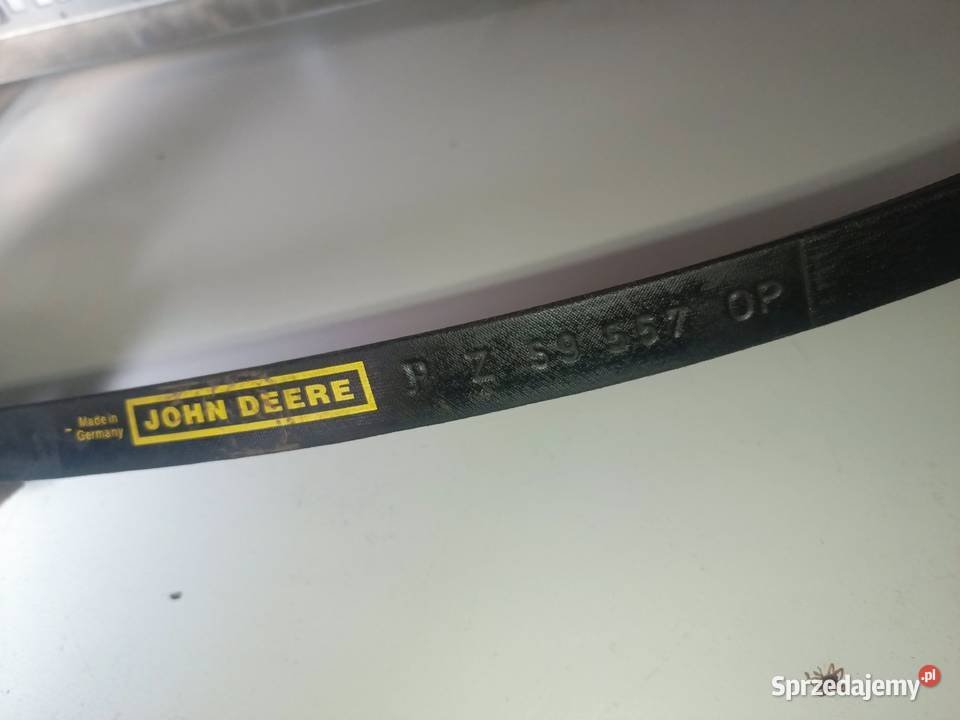 Made in
Germany
JOHN DEERE
P Z 59 557 OP
Sprzedajemy.pl